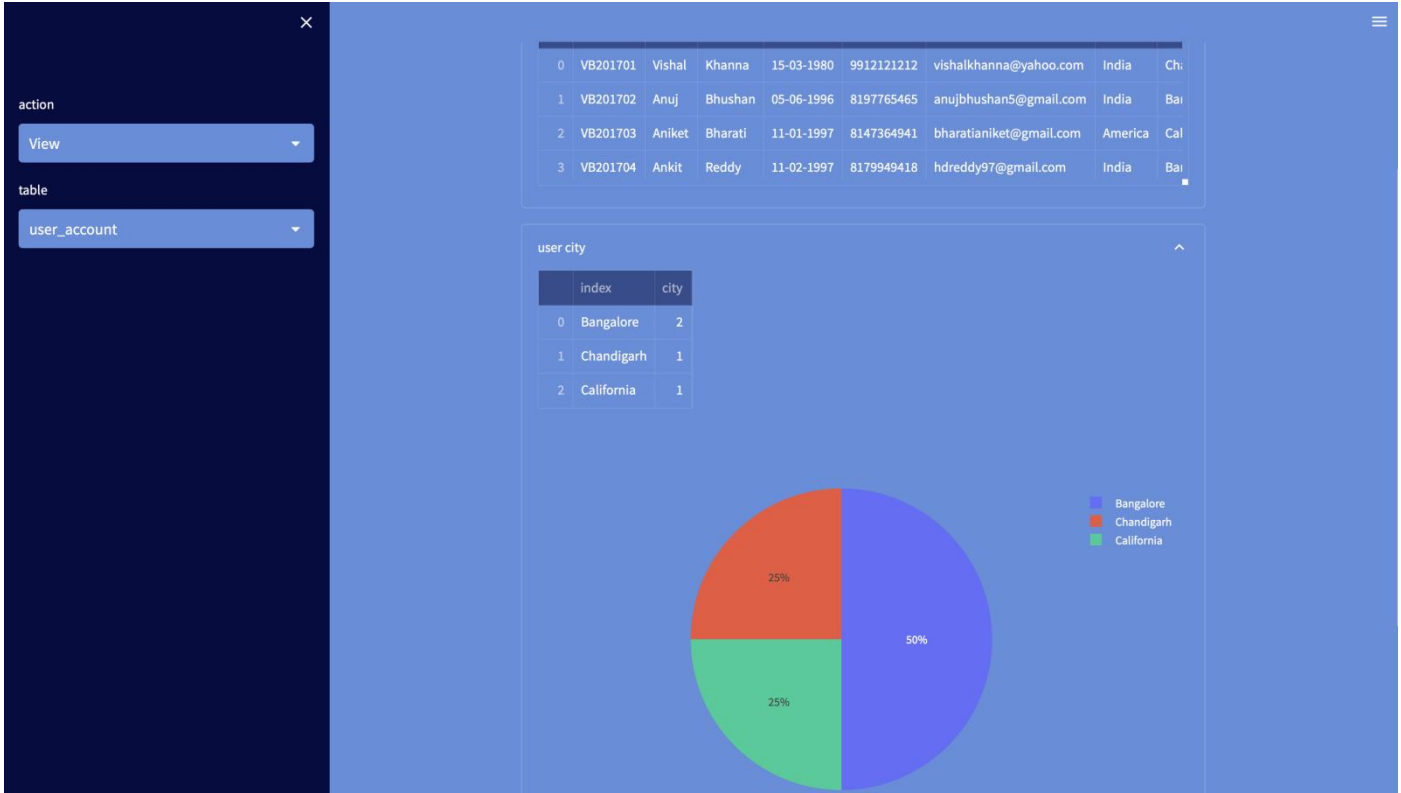 action
View
table
user_account
0 VB201701 Vishal Khanna 15-03-1980 9912121212 vishalkhanna@yahoo.com India
1 VB201702 Anuj Bhushan 05-06-1996 8197765465 anujbhushan5@gmail.com India
2 VB201703 Aniket Bharati 11-01-1997 8147364941 bharatianiket@gmail.com America Cal
3 VB201704 Ankit Reddy 11-02-1997 8179949418 hdreddy97@gmail.com India
user city
index city
0 Bangalore 2
1 Chandigarh 1
2 California 1
Bangalore
Chandigarh
California
25%
50%
25%